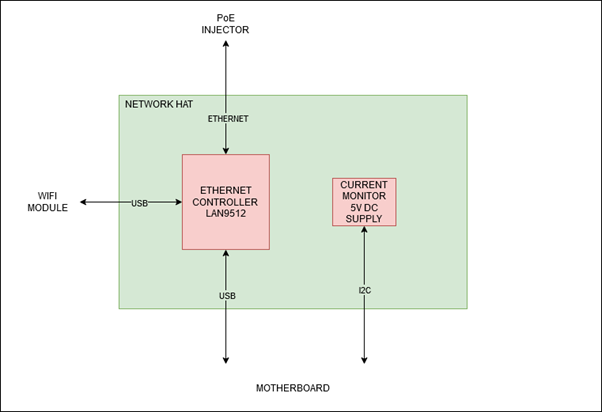 PoE
INJECTOR
NETWORK HAT
ETHERNET
CURRENT
MONITOR
5V DC
SUPPLY
ETHERNET
CONTROLLER
LAN9512
WIFI
MODULE
USB
USB
I2C
MOTHERBOARD